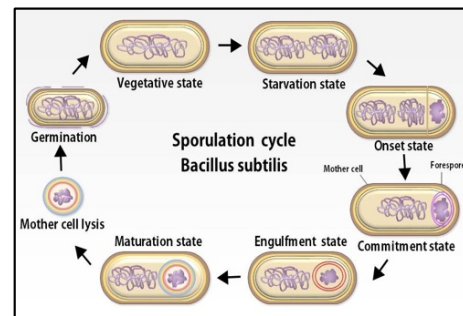 Vegetative state
Starvation state
Germination
Sporulation cycle
Bacillus subtilis
Onset state
Mother cell
Forespore
Mother cell lysis
Maturation state
Engulfment state
Commitment state